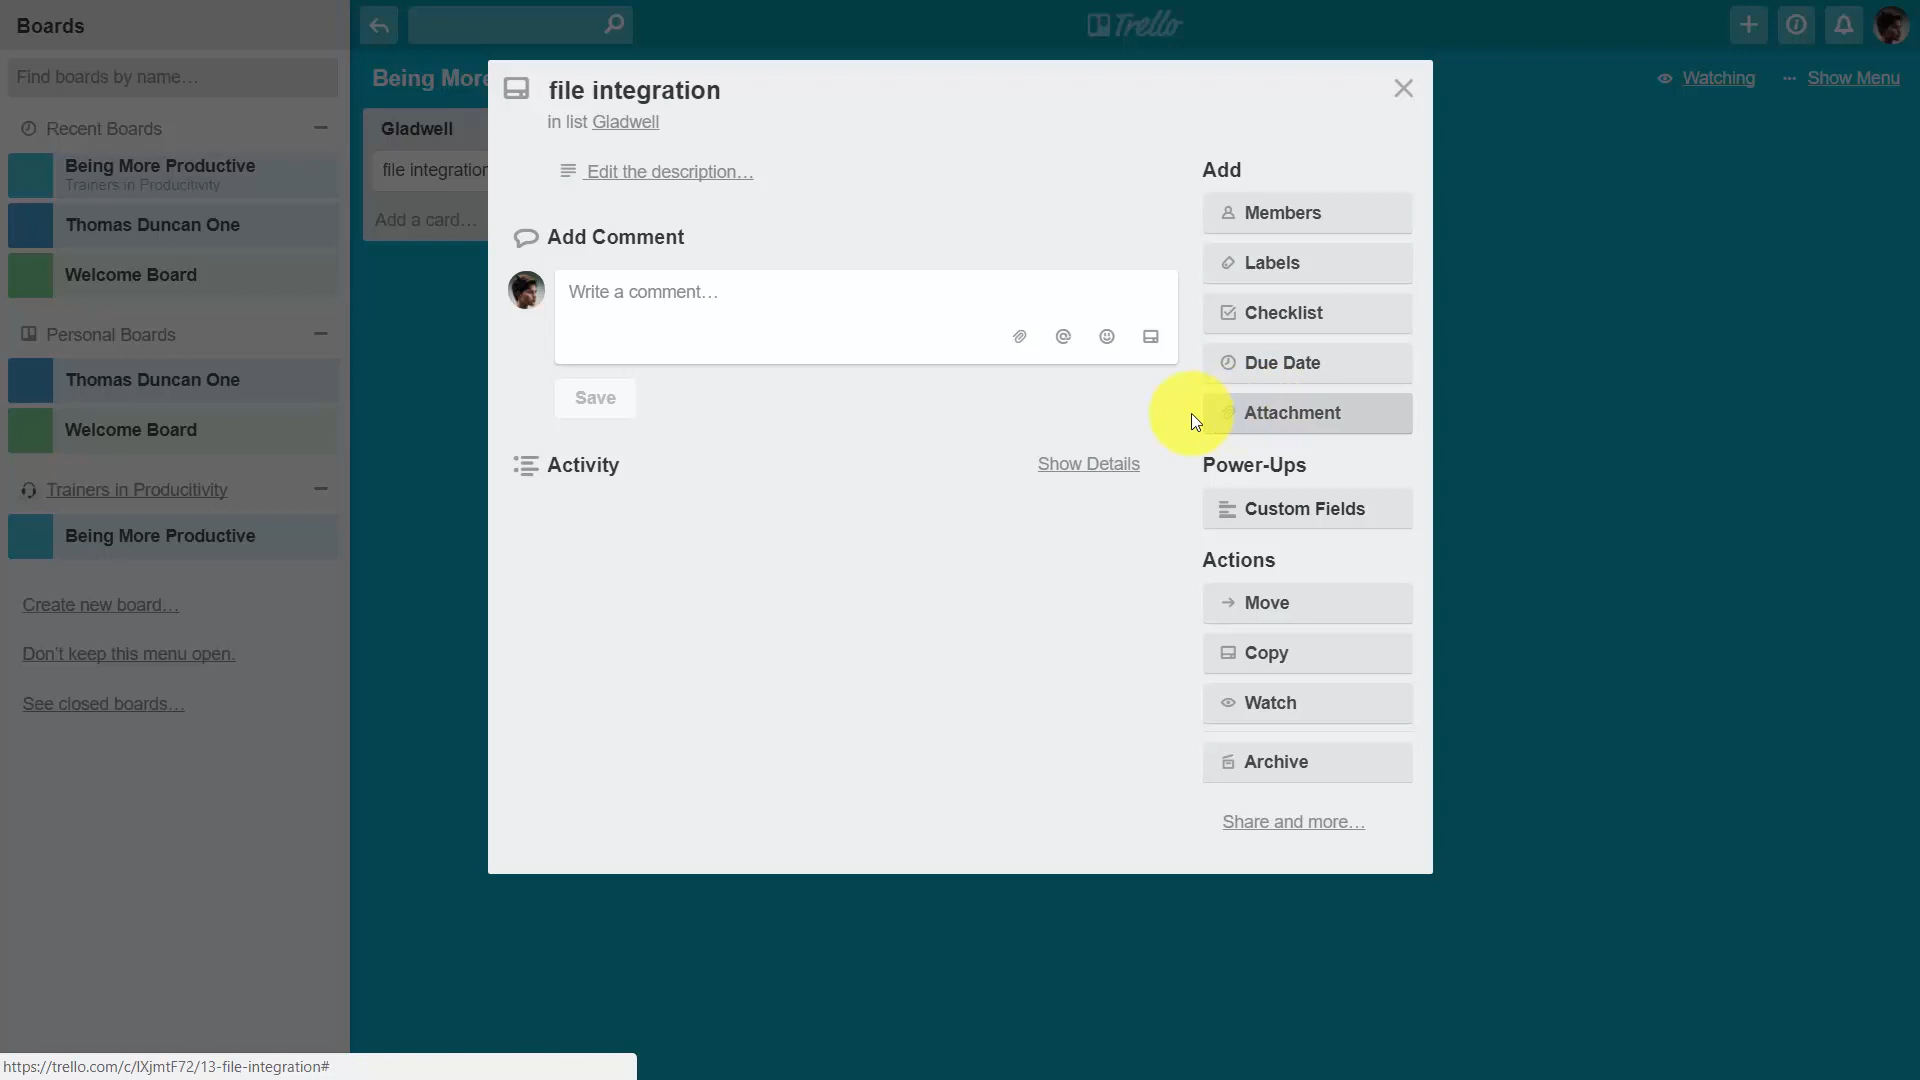 Boards
Find boards by name…
Recent Boards
Being More Productive
Trainers in Producitivity
Thomas Duncan One
Welcome Board
Personal Boards
Thomas Duncan One
Welcome Board
Trainers in Producitivity
Being More Productive
Create new board…
Don't keep this menu open.
See closed boards…
Trello
Being More
Watching
Show Menu
Gladwell
file integration
Add a card…
file integration
in list Gladwell
Edit the description…
Add Comment
Write a comment…
Save
Activity
Show Details
Add
Members
Labels
Checklist
Due Date
Attachment
Power-Ups
Custom Fields
Actions
Move
Copy
Watch
Archive
Share and more…
https://trello.com/c/lXjmtF72/13-file-integration#